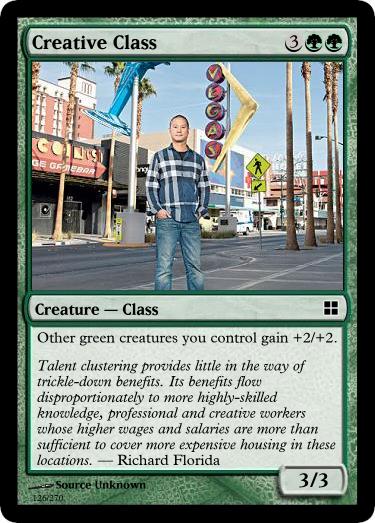 Creative Class
3
VEGAS
Creature — Class
Other green creatures you control gain +2/+2.
Talent clustering provides little in the way of
trickle-down benefits. Its benefits flow
disproportionately to more highly-skilled
knowledge, professional and creative workers
whose higher wages and salaries are more than
sufficient to cover more expensive housing in these
locations. — Richard Florida
3/3
Source Unknown
126/270